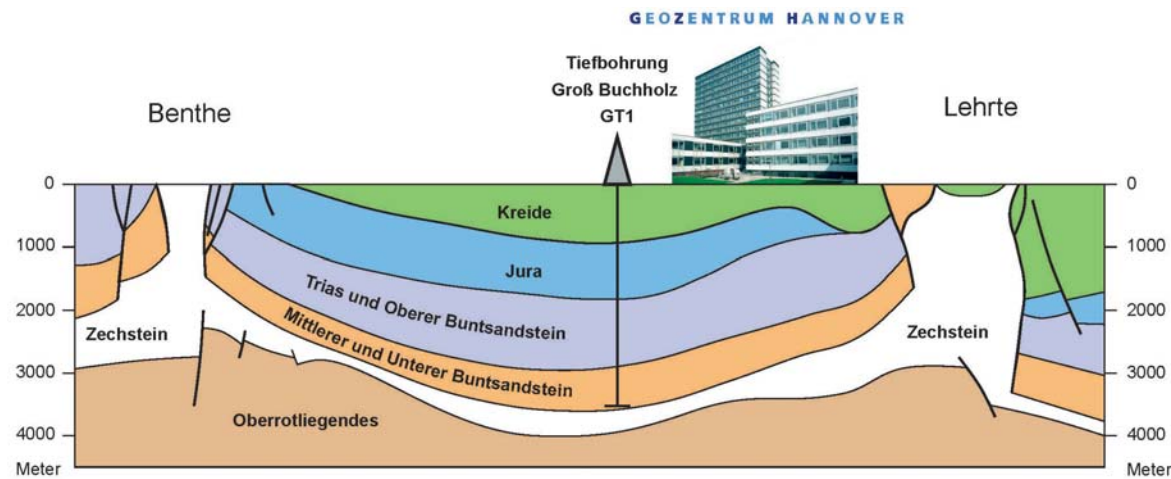 GEOZENTRUM HANNOVER
Tiefbohrung
Groß Buchholz
GT1
Benthe
Lehrte
0
0
Kreide
1000
1000
Jura
Trias und Oberer Buntsandstein
2000
2000
Zechstein
Zechstein
Mittlerer und Unterer Buntsandstein
3000
3000
Oberrotliegendes
4000
4000
Meter
Meter